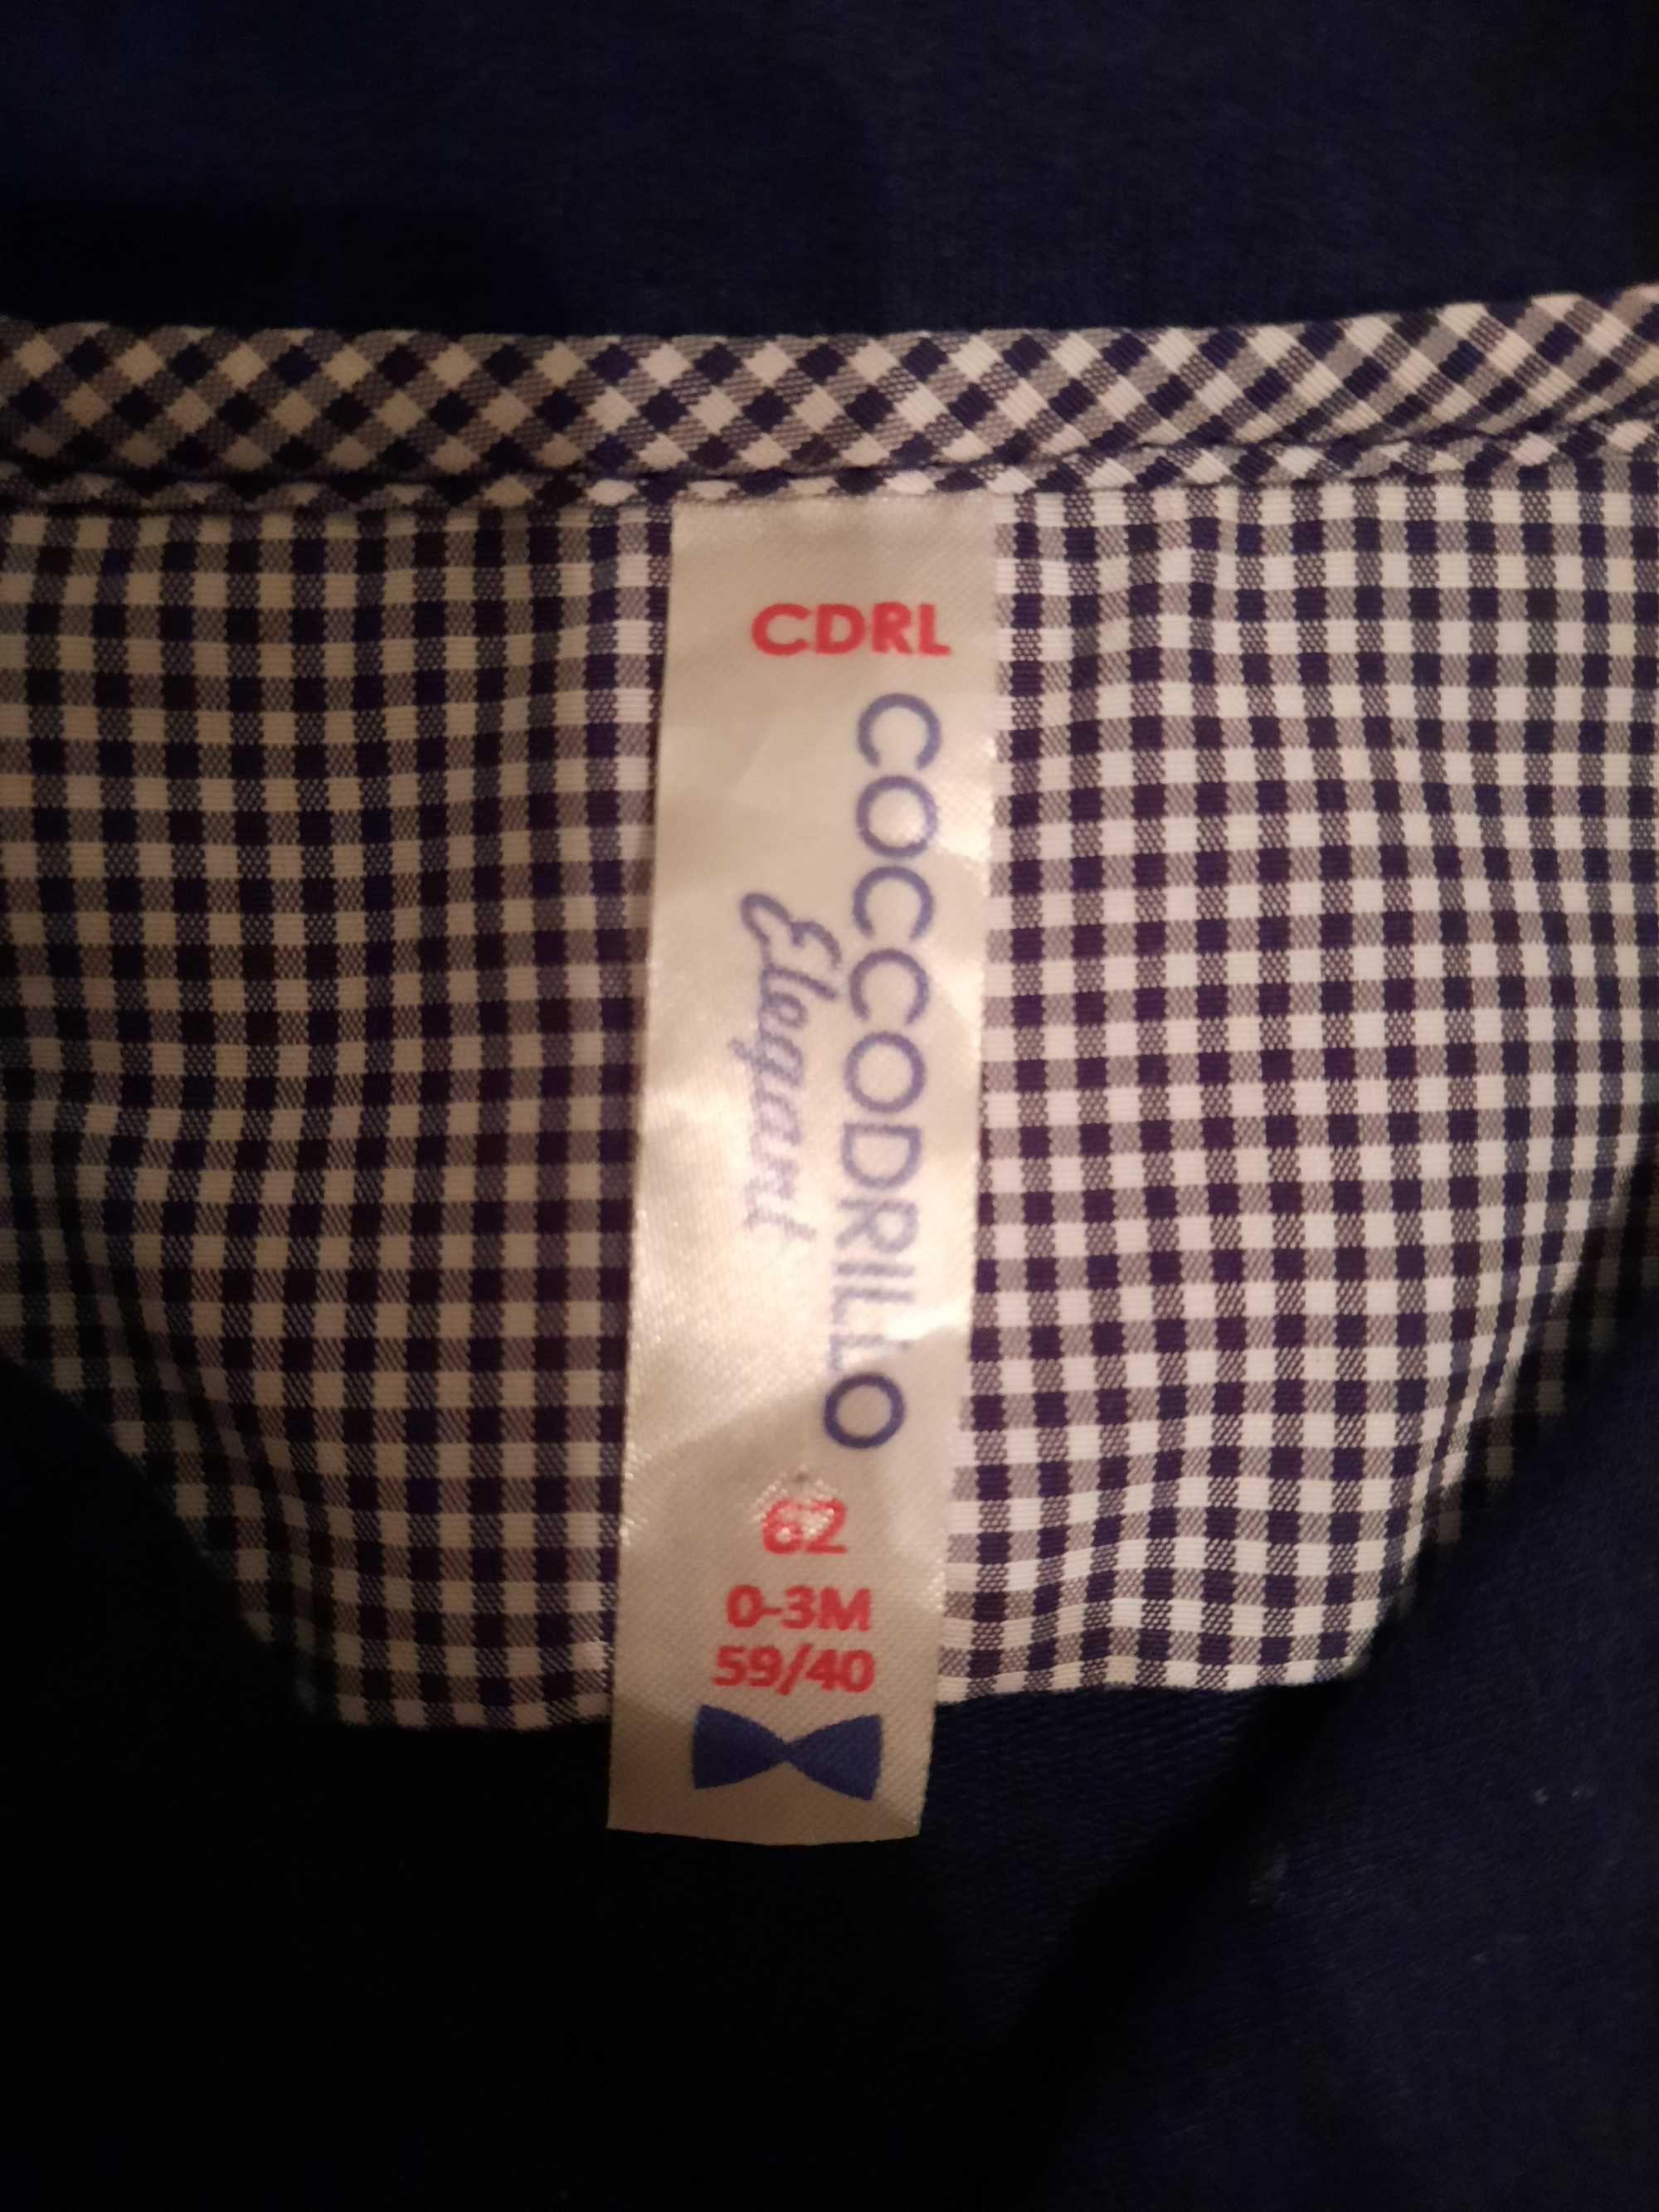 CDRL
COCCODRILLO
Elegant
62
0-3M
59/40